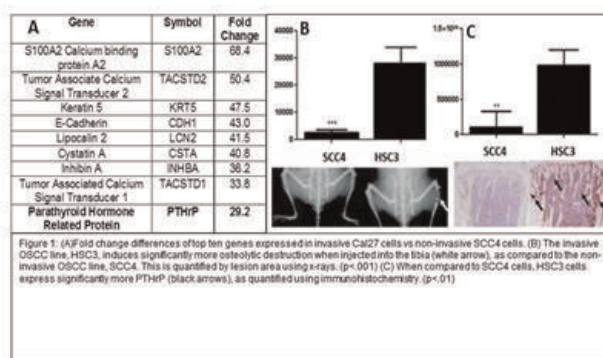 A
Gene Symbol Fold Change
S100A2 Calcium binding protein A2 S100A2 68.4
Tumor Associate Calcium Signal Transducer 2 TACSTD2 50.4
Keratin 5 KRT5 47.5
E-Cadherin CDH1 43.0
Lipocalin 2 LCN2 41.5
Cystatin A CSTA 40.8
Inhibin A INHBA 36.2
Tumor Associated Calcium Signal Transducer 1 TACSTD1 33.8
Parathyroid Hormone Related Protein PTHrP 29.2
B
40000
30000
20000
10000
0
***
SCC4 HSC3
C
1000000
500000
0
**
SCC4 HSC3
Figure 1: (A)Fold change differences of top ten genes expressed in invasive Cal27 cells vs non-invasive SCC4 cells. (B) The invasive
OSCC line, HSC3, induces significantly more osteolytic destruction when injected into the tibia (white arrow), as compared to the non-
invasive OSCC line, SCC4. This is quantified by lesion area using x-rays. (p<.001) (C) When compared to SCC4 cells, HSC3 cells
express significantly more PTHrP (black arrows), as quantified using immunohistochemistry. (p<.01)